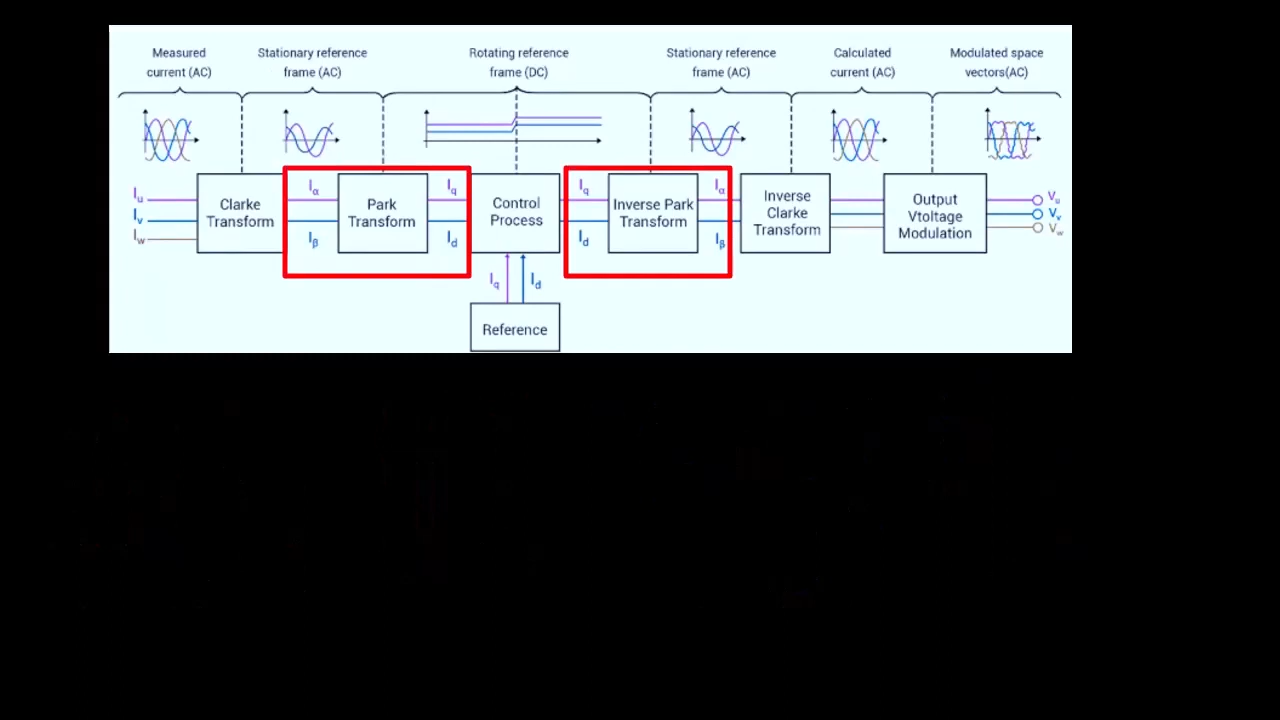 Measured
current (AC)
Stationary reference
frame (AC)
Rotating reference
frame (DC)
Stationary reference
frame (AC)
Calculated
current (AC)
Modulated space
vectors(AC)
Iu
Iv
Iw
Clarke
Transform
Iα
Iβ
Park
Transform
Iq
Id
Control
Process
Iq
Id
Inverse Park
Transform
Iα
Iβ
Inverse
Clarke
Transform
Output
Vtoltage
Modulation
Vu
Vv
Vw
Iq
Id
Reference